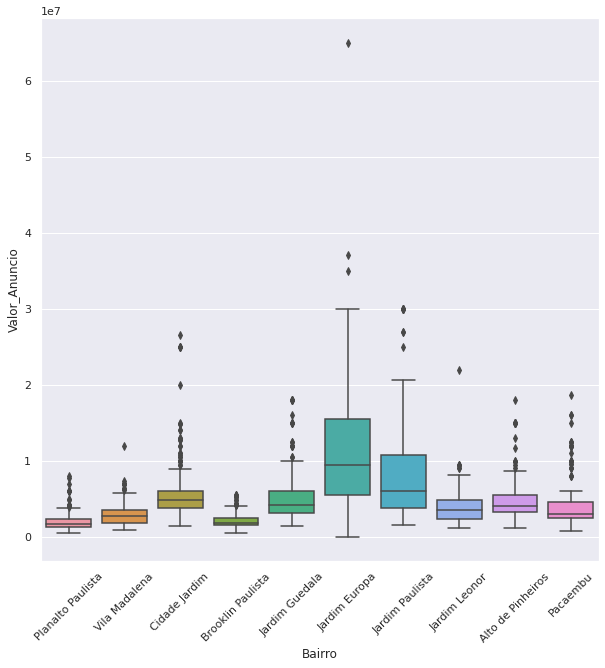 1e7
6
5
4
3
2
1
0
Valor_Anuncio
Planalto Paulista
Vila Madalena
Cidade Jardim
Brooklin Paulista
Jardim Guedala
Jardim Europa
Jardim Paulista
Jardim Leonor
Alto de Pinheiros
Pacaembu
Bairro